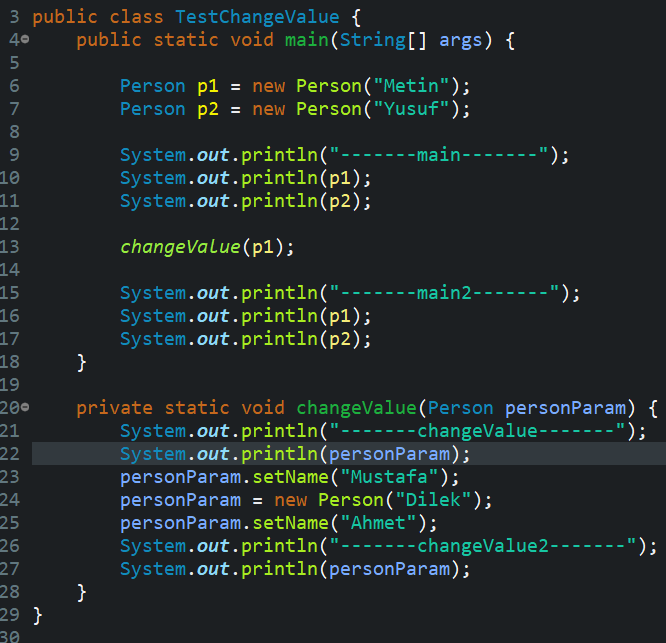 3 public class TestChangeValue {
4 public static void main(String[] args) {
5
6 Person p1 = new Person("Metin");
7 Person p2 = new Person("Yusuf");
8
9 System.out.println("-------main-------");
10 System.out.println(p1);
11 System.out.println(p2);
12
13 changeValue(p1);
14
15 System.out.println("-------main2-------");
16 System.out.println(p1);
17 System.out.println(p2);
18 }
19
20 private static void changeValue(Person personParam) {
21 System.out.println("-------changeValue-------");
22 System.out.println(personParam);
23 personParam.setName("Mustafa");
24 personParam = new Person("Dilek");
25 personParam.setName("Ahmet");
26 System.out.println("-------changeValue2-------");
27 System.out.println(personParam);
28 }
29 }
30